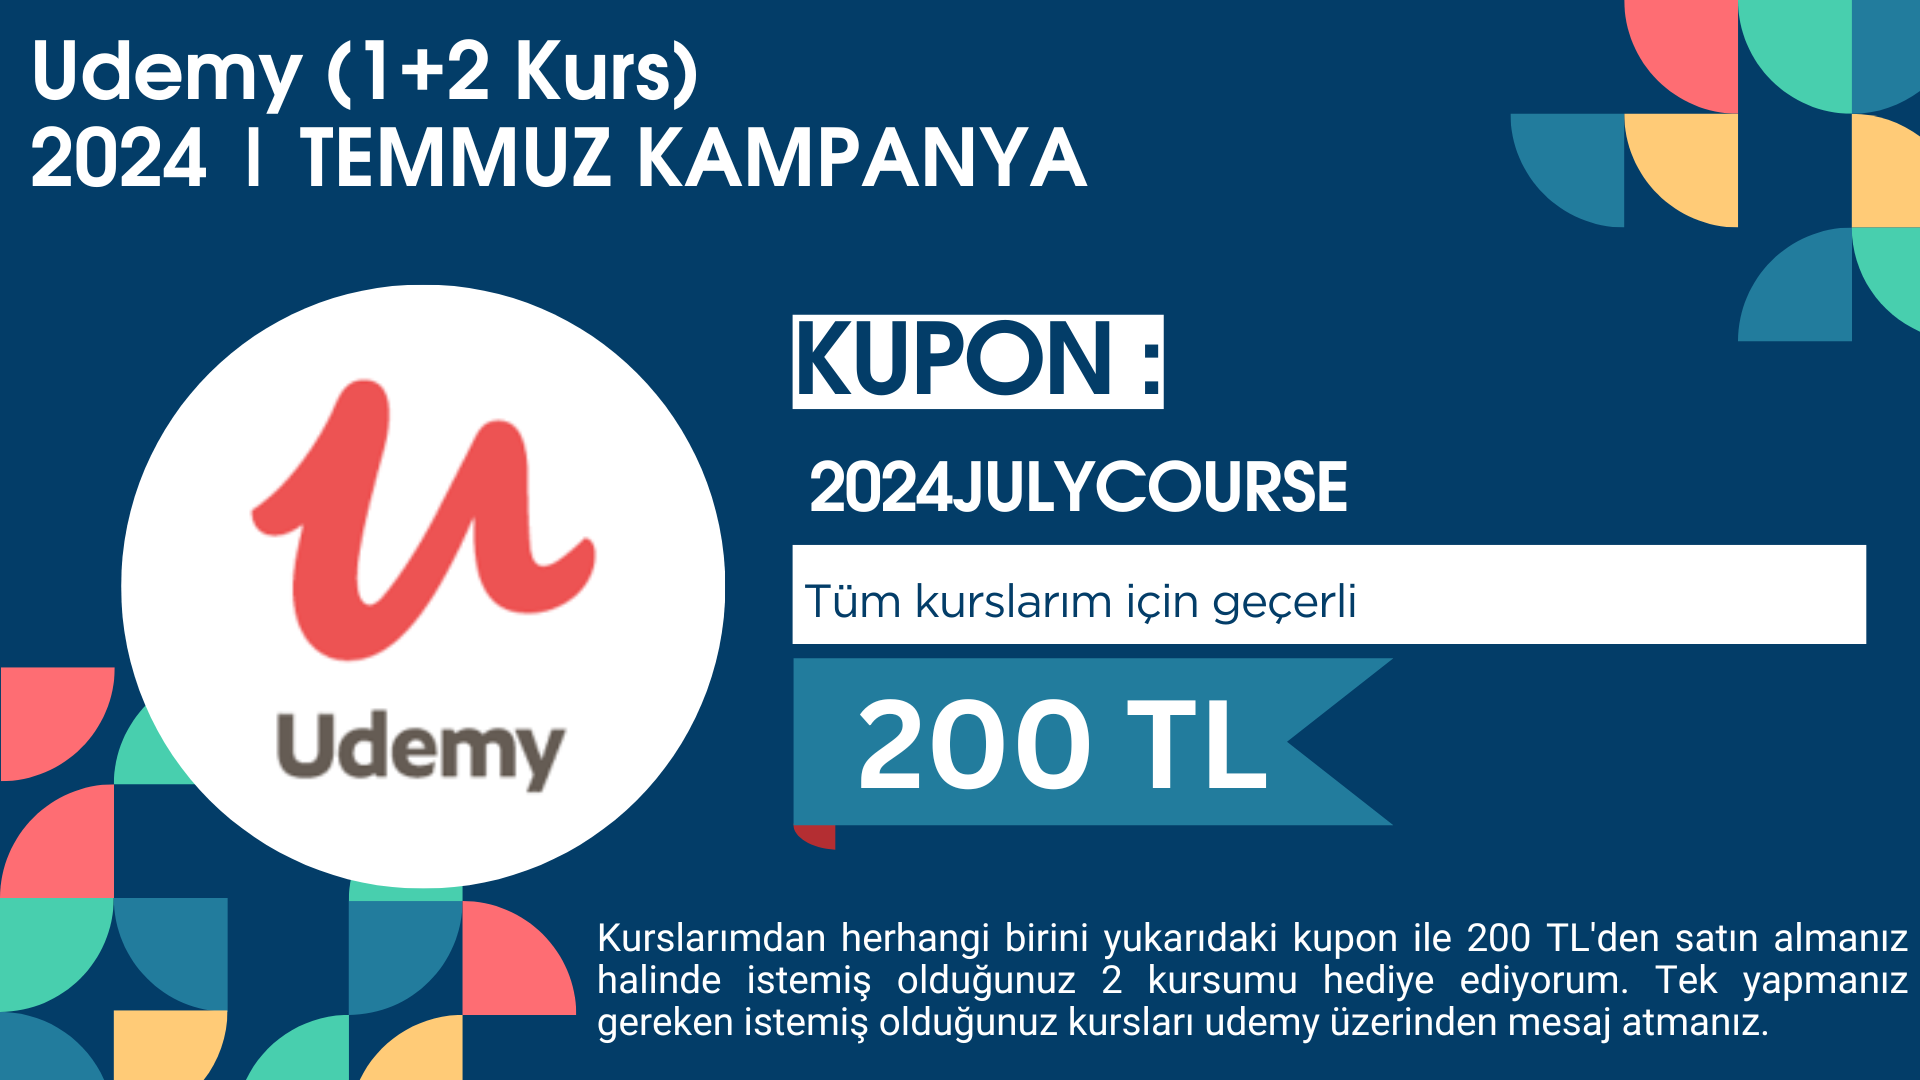 Udemy (1+2 Kurs)
2024 | TEMMUZ KAMPANYA
KUPON :
2024JULYCOURSE
Tüm kurslarım için geçerli
200 TL
Udemy
Kurslarımdan herhangi birini yukarıdaki kupon ile 200 TL'den satın almanız
halinde istemiş olduğunuz 2 kursumu hediye ediyorum. Tek yapmanız
gereken istemiş olduğunuz kursları udemy üzerinden mesaj atmanız.